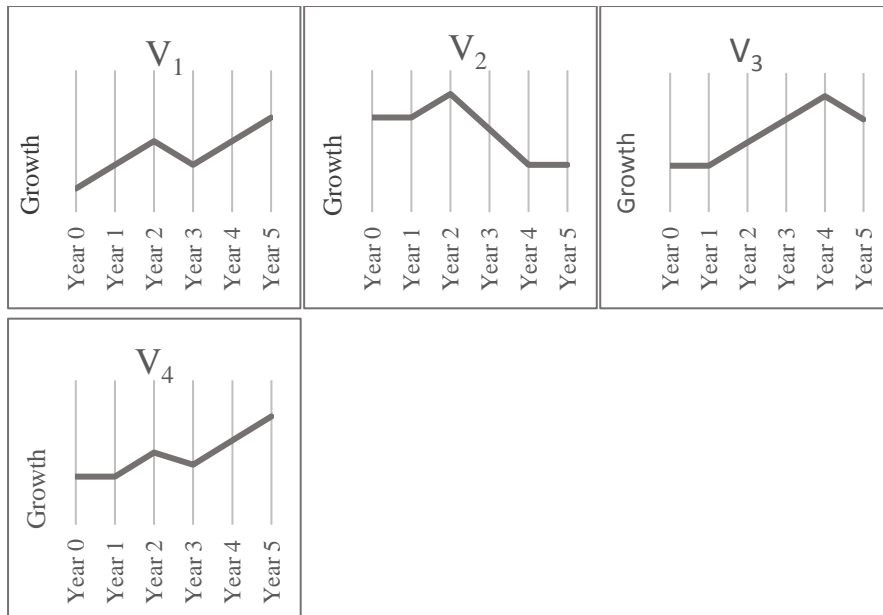 V₁
Growth
Year 0
Year 1
Year 2
Year 3
Year 4
Year 5
V₂
Growth
Year 0
Year 1
Year 2
Year 3
Year 4
Year 5
V₃
Growth
Year 0
Year 1
Year 2
Year 3
Year 4
Year 5
V₄
Growth
Year 0
Year 1
Year 2
Year 3
Year 4
Year 5